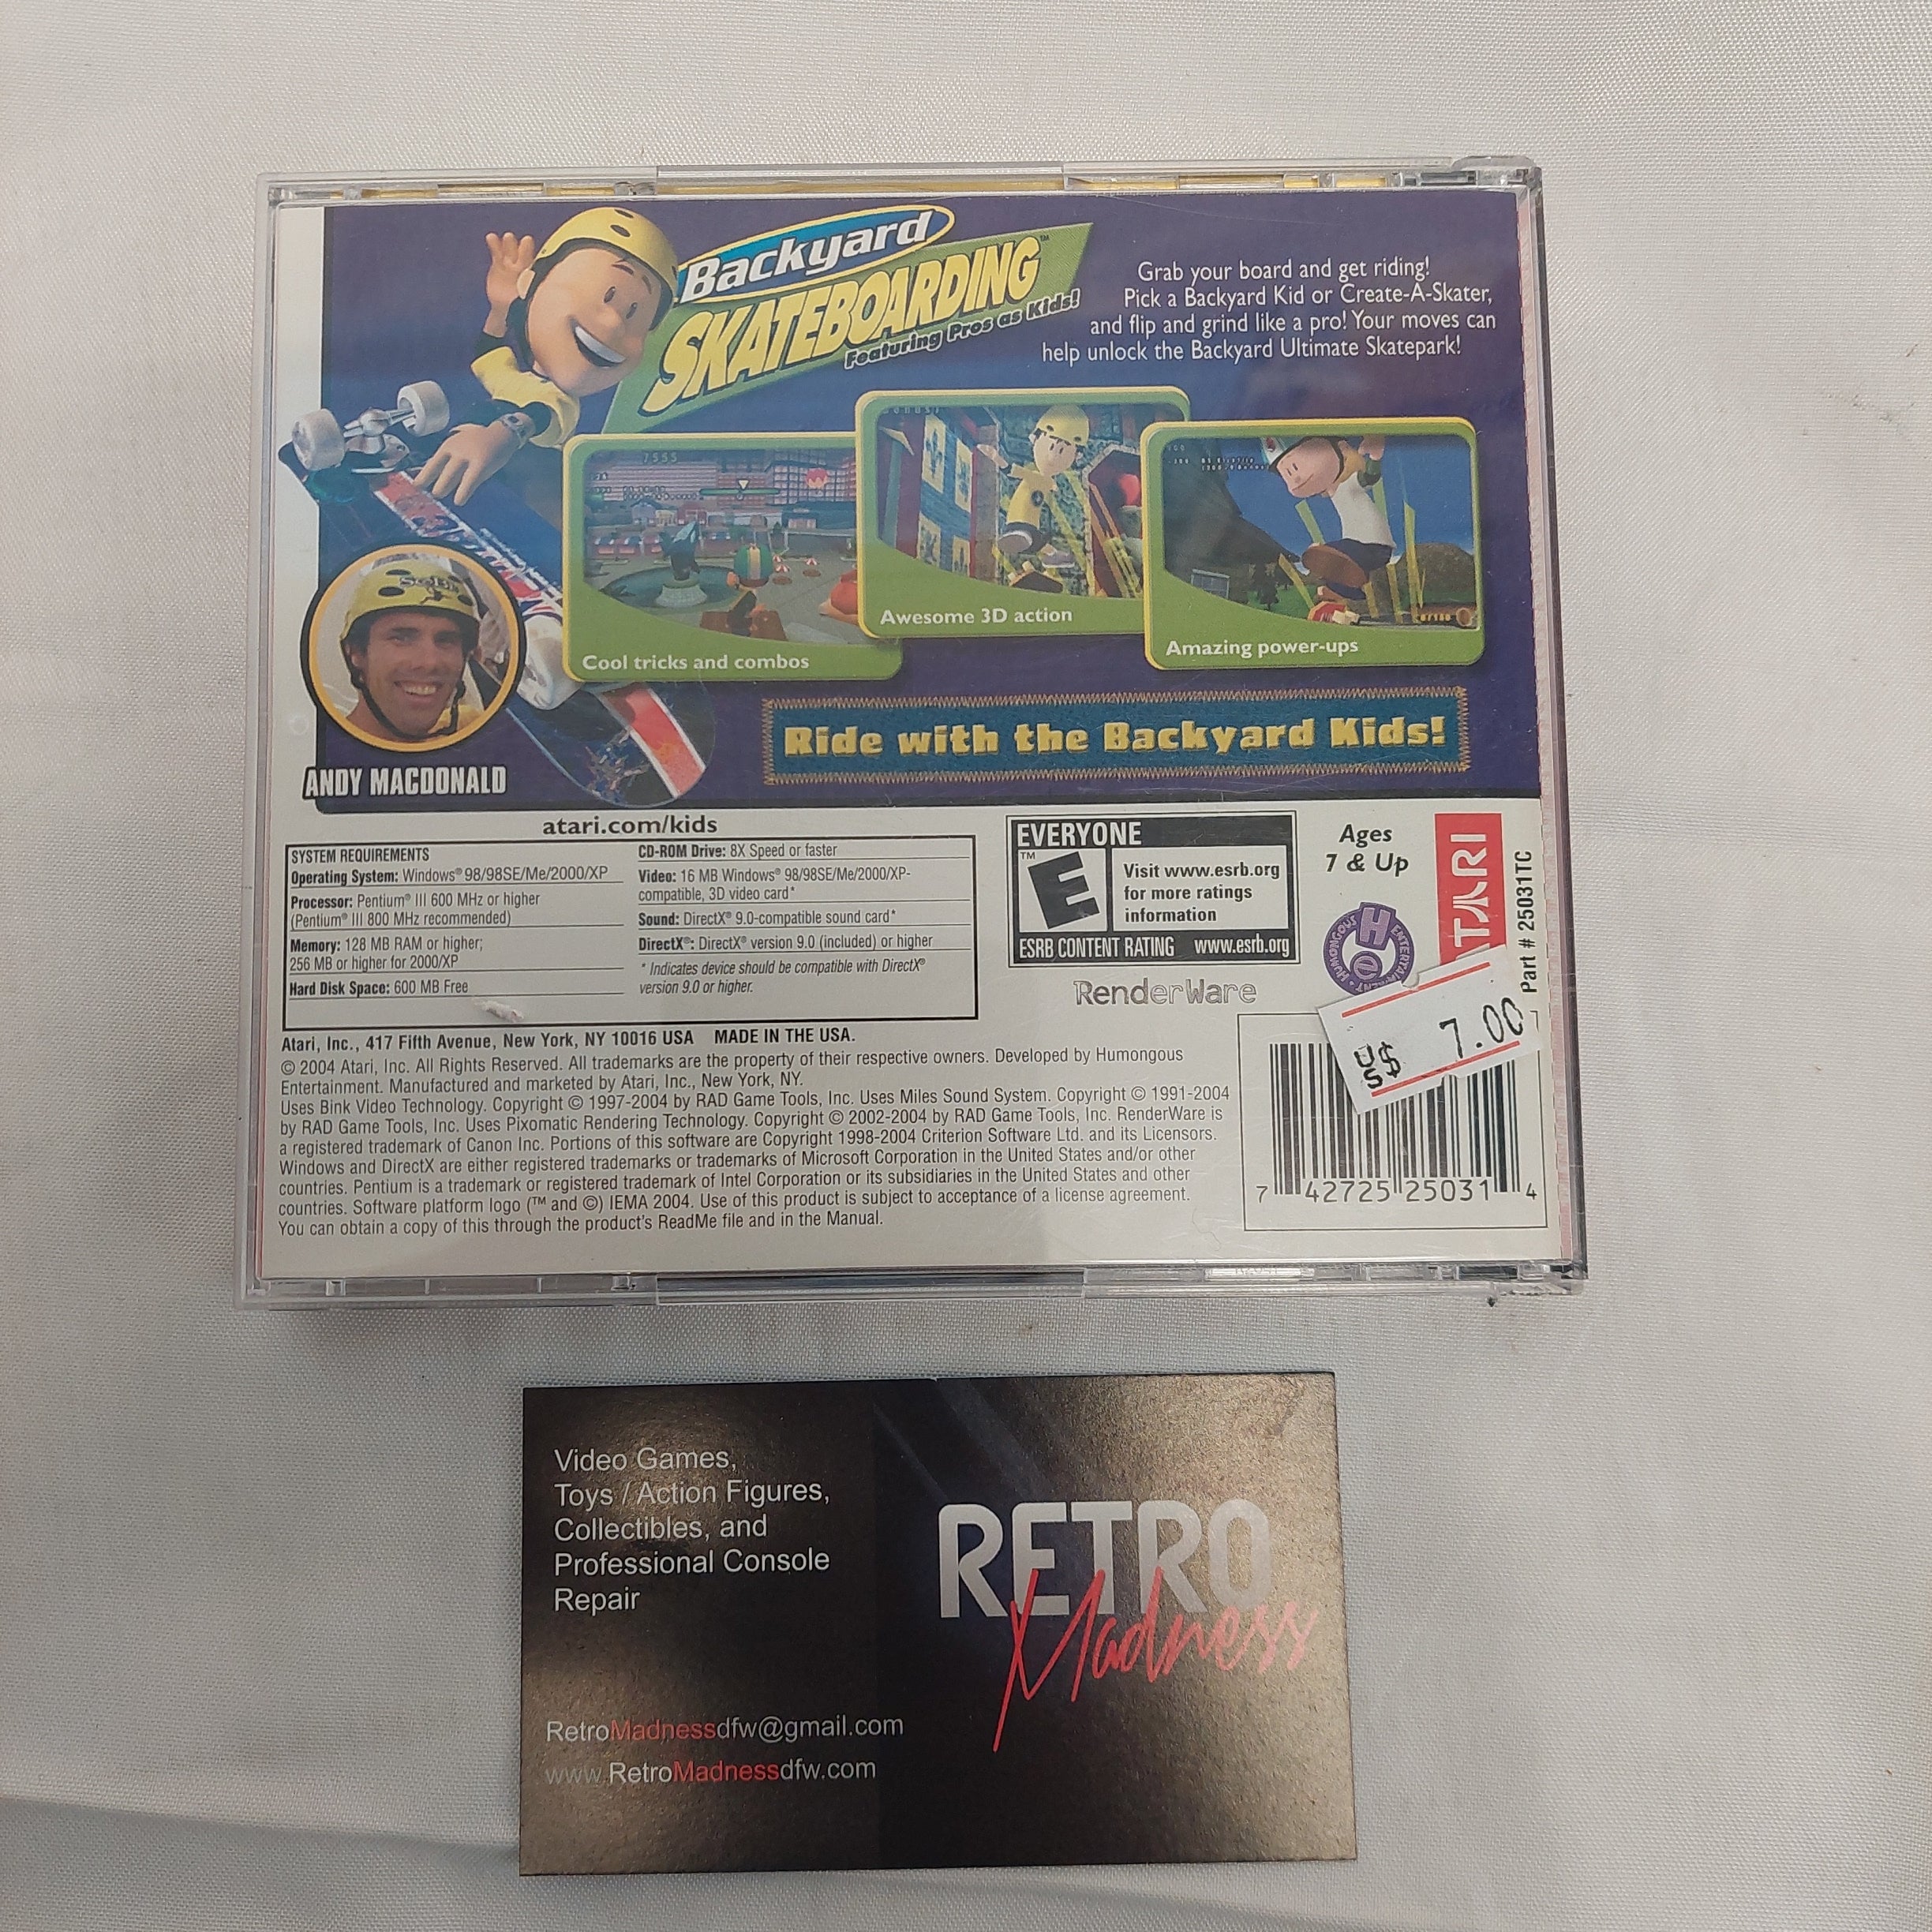 Backyard
SKATEBOARDING™
Featuring Pros as Kids!
Grab your board and get riding!
Pick a Backyard Kid or Create-A-Skater,
and flip and grind like a pro! Your moves can
help unlock the Backyard Ultimate Skatepark!
7555
Cool tricks and combos
Awesome 3D action
Amazing power-ups
Ride with the Backyard Kids!
ANDY MACDONALD
atari.com/kids
SYSTEM REQUIREMENTS
Operating System: Windows® 98/98SE/Me/2000/XP
Processor: Pentium® III 600 MHz or higher
(Pentium® III 800 MHz recommended)
Memory: 128 MB RAM or higher;
256 MB or higher for 2000/XP
Hard Disk Space: 600 MB Free
CD-ROM Drive: 8X Speed or faster
Video: 16 MB Windows® 98/98SE/Me/2000/XP-
compatible, 3D video card*
Sound: DirectX® 9.0-compatible sound card*
DirectX®: DirectX® version 9.0 (included) or higher
* Indicates device should be compatible with DirectX®
version 9.0 or higher.
EVERYONE
™
E
Visit www.esrb.org
for more ratings
information
ESRB CONTENT RATING www.esrb.org
RenderWare
Ages
7 & Up
HUMONGOUS ENTERTAINMENT
H
e
ATARI
Part # 25031TC
US$ 7.00
Atari, Inc., 417 Fifth Avenue, New York, NY 10016 USA MADE IN THE USA.
© 2004 Atari, Inc. All Rights Reserved. All trademarks are the property of their respective owners. Developed by Humongous
Entertainment. Manufactured and marketed by Atari, Inc., New York, NY.
Uses Bink Video Technology. Copyright © 1997-2004 by RAD Game Tools, Inc. Uses Miles Sound System. Copyright © 1991-2004
by RAD Game Tools, Inc. Uses Pixomatic Rendering Technology. Copyright © 2002-2004 by RAD Game Tools, Inc. RenderWare is
a registered trademark of Canon Inc. Portions of this software are Copyright 1998-2004 Criterion Software Ltd. and its Licensors.
Windows and DirectX are either registered trademarks or trademarks of Microsoft Corporation in the United States and/or other
countries. Pentium is a trademark or registered trademark of Intel Corporation or its subsidiaries in the United States and other
countries. Software platform logo (™ and ©) IEMA 2004. Use of this product is subject to acceptance of a license agreement.
You can obtain a copy of this through the product's ReadMe file and in the Manual.
7 42725 25031 4
Video Games,
Toys / Action Figures,
Collectibles, and
Professional Console
Repair
RETRO
Madness
RetroMadnessdfw@gmail.com
www.RetroMadnessdfw.com